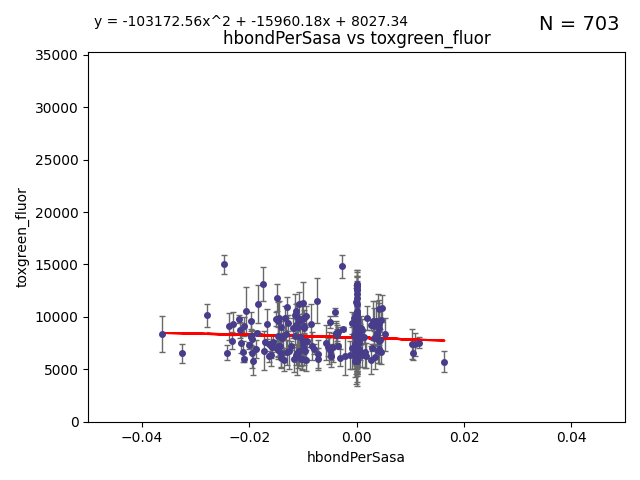 y = -103172.56x^2 + -15960.18x + 8027.34
N = 703
hbondPerSasa vs toxgreen_fluor
35000
30000
25000
20000
15000
10000
5000
0
toxgreen_fluor
−0.04 −0.02 0.00 0.02 0.04
hbondPerSasa